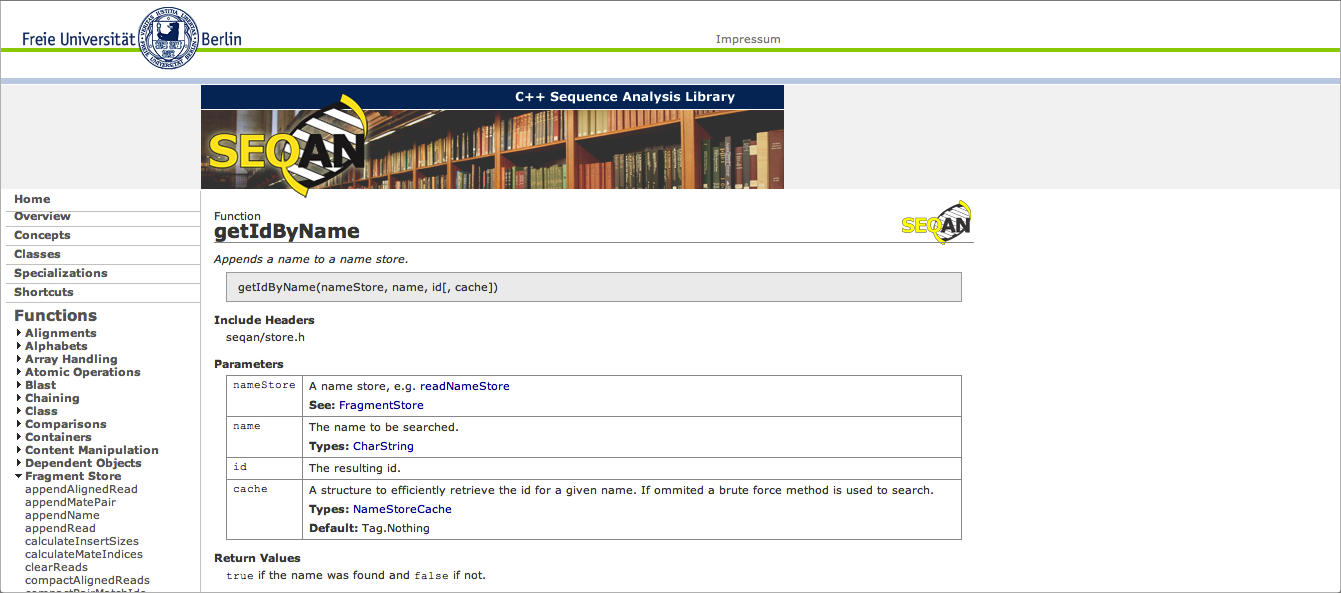 Freie Universität Berlin
Impressum
C++ Sequence Analysis Library
SEQAN
Home
Overview
Concepts
Classes
Specializations
Shortcuts
Functions
Alignments
Alphabets
Array Handling
Atomic Operations
Blast
Chaining
Class
Comparisons
Containers
Content Manipulation
Dependent Objects
Fragment Store
appendAlignedRead
appendMatePair
appendName
appendRead
calculateInsertSizes
calculateMateIndices
clearReads
compactAlignedReads
Function
getIdByName
SEQAN
Appends a name to a name store.
getIdByName(nameStore, name, id[, cache])
Include Headers
seqan/store.h
Parameters
nameStore A name store, e.g. readNameStore
See: FragmentStore
name The name to be searched.
Types: CharString
id The resulting id.
cache A structure to efficiently retrieve the id for a given name. If ommited a brute force method is used to search.
Types: NameStoreCache
Default: Tag.Nothing
Return Values
true if the name was found and false if not.